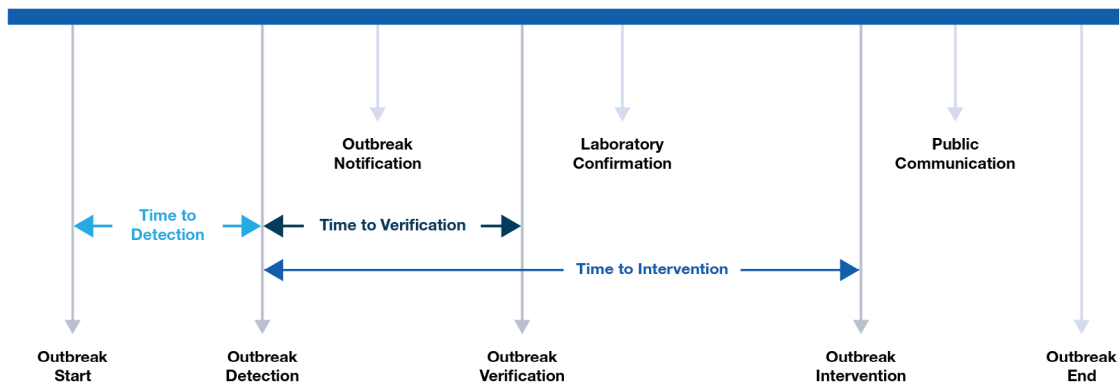 Outbreak
Notification
Laboratory
Confirmation
Public
Communication
Time to
Detection
Time to Verification
Time to Intervention
Outbreak
Start
Outbreak
Detection
Outbreak
Verification
Outbreak
Intervention
Outbreak
End